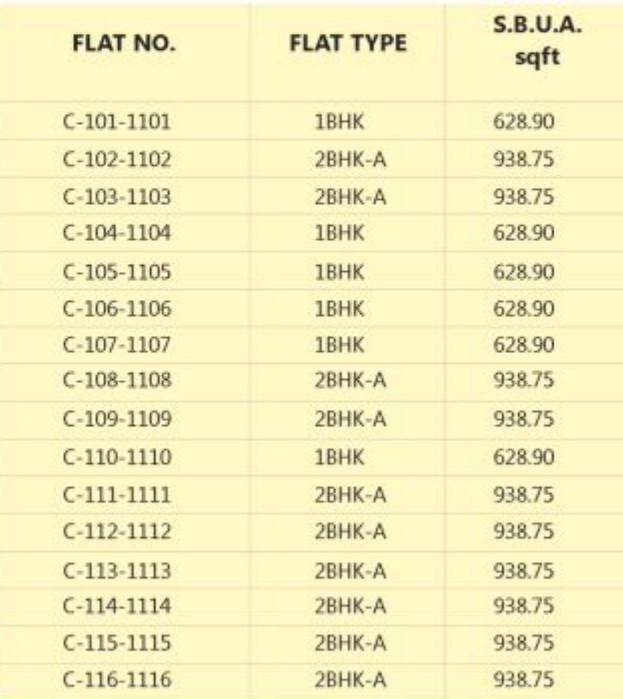 FLAT NO. FLAT TYPE S.B.U.A. sqft
C-101-1101 1BHK 628.90
C-102-1102 2BHK-A 938.75
C-103-1103 2BHK-A 938.75
C-104-1104 1BHK 628.90
C-105-1105 1BHK 628.90
C-106-1106 1BHK 628.90
C-107-1107 1BHK 628.90
C-108-1108 2BHK-A 938.75
C-109-1109 2BHK-A 938.75
C-110-1110 1BHK 628.90
C-111-1111 2BHK-A 938.75
C-112-1112 2BHK-A 938.75
C-113-1113 2BHK-A 938.75
C-114-1114 2BHK-A 938.75
C-115-1115 2BHK-A 938.75
C-116-1116 2BHK-A 938.75